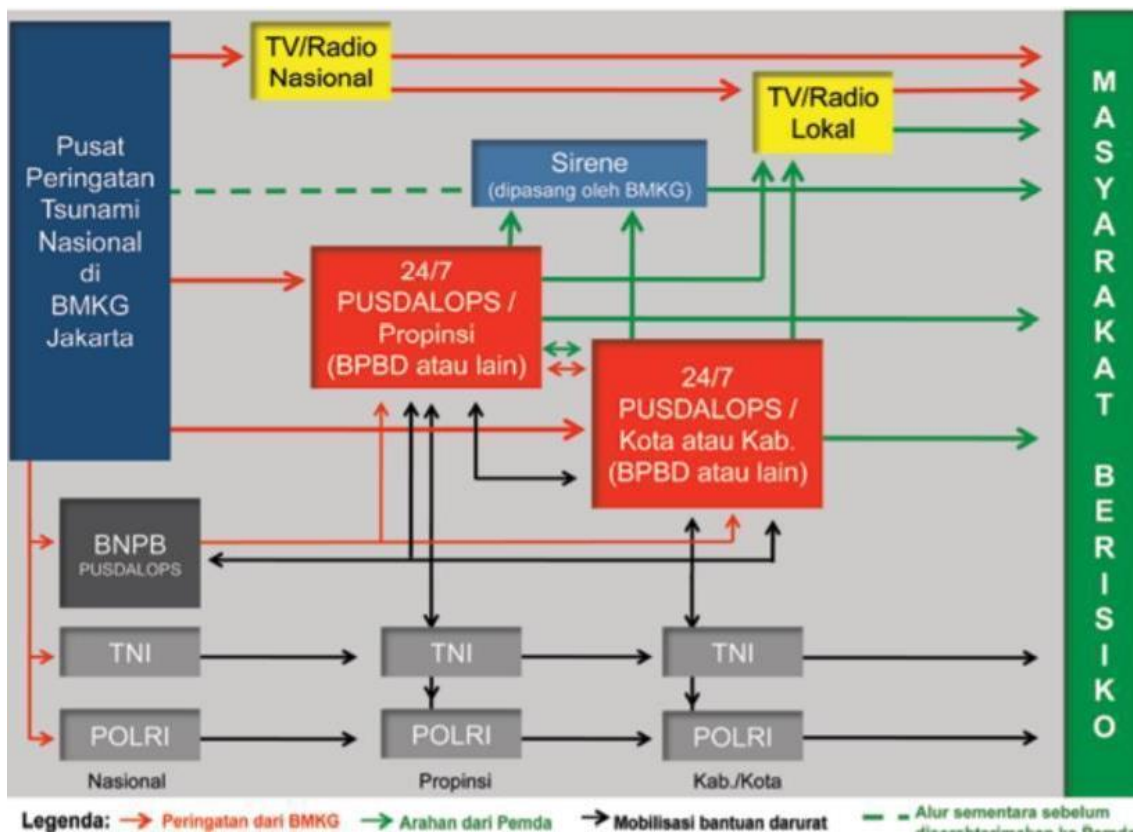 Pusat
Peringatan
Tsunami
Nasional
di
BMKG
Jakarta
TV/Radio
Nasional
TV/Radio
Lokal
Sirene
(dipasang oleh BMKG)
24/7
PUSDALOPS /
Propinsi
(BPBD atau lain)
24/7
PUSDALOPS /
Kota atau Kab.
(BPBD atau lain)
BNPB
PUSDALOPS
TNI
TNI
TNI
POLRI
POLRI
POLRI
Nasional
Propinsi
Kab./Kota
MASYARAKAT BERISIKO
Legenda:
Peringatan dari BMKG
Arahan dari Pemda
Mobilisasi bantuan darurat
Alur sementara sebelum